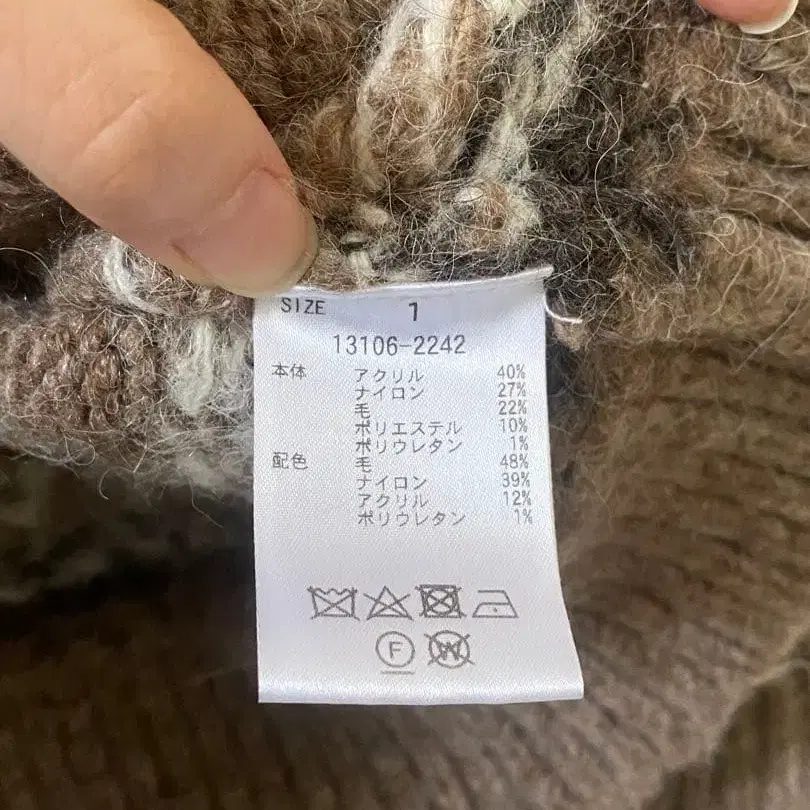 SIZE 1
13106-2242
本体 アクリル 40%
ナイロン 27%
毛 22%
ポリエステル 10%
ポリウレタン 1%
配色 毛 48%
ナイロン 39%
アクリル 12%
ポリウレタン 1%
F W